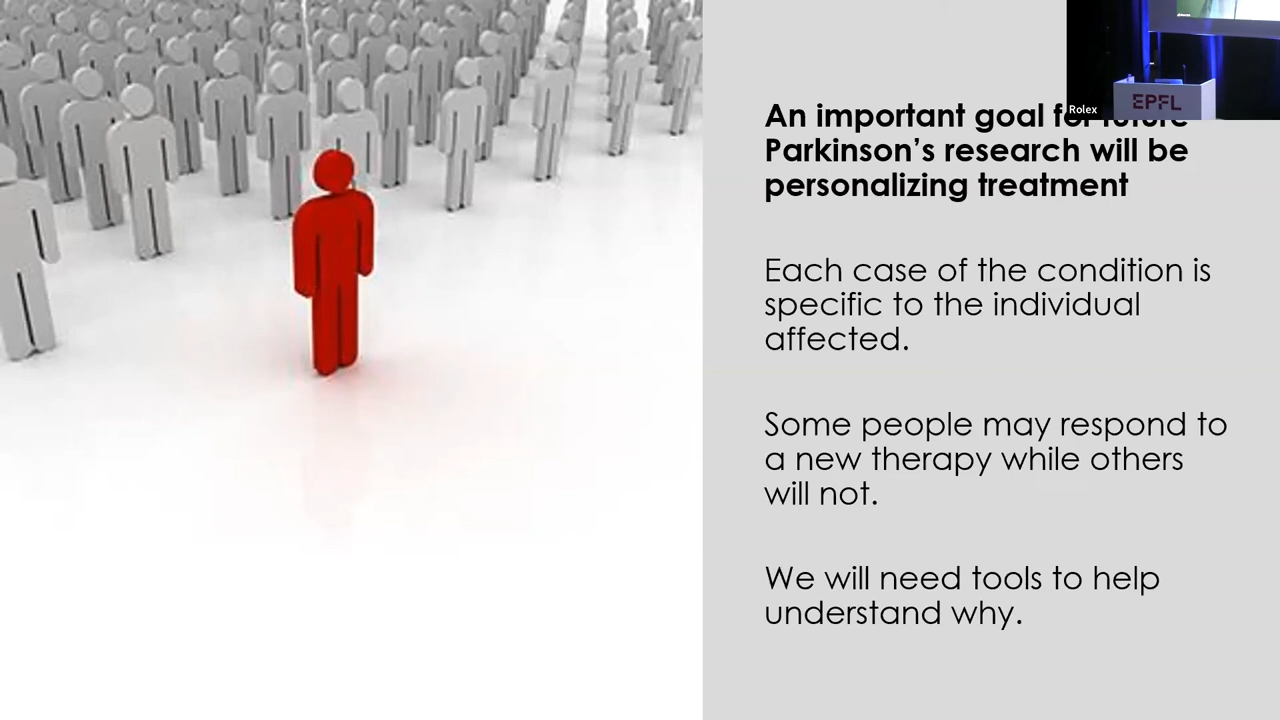 An important goal for future
Parkinson's research will be
personalizing treatment
Each case of the condition is
specific to the individual
affected.
Some people may respond to
a new therapy while others
will not.
We will need tools to help
understand why.
Rolex
EPFL